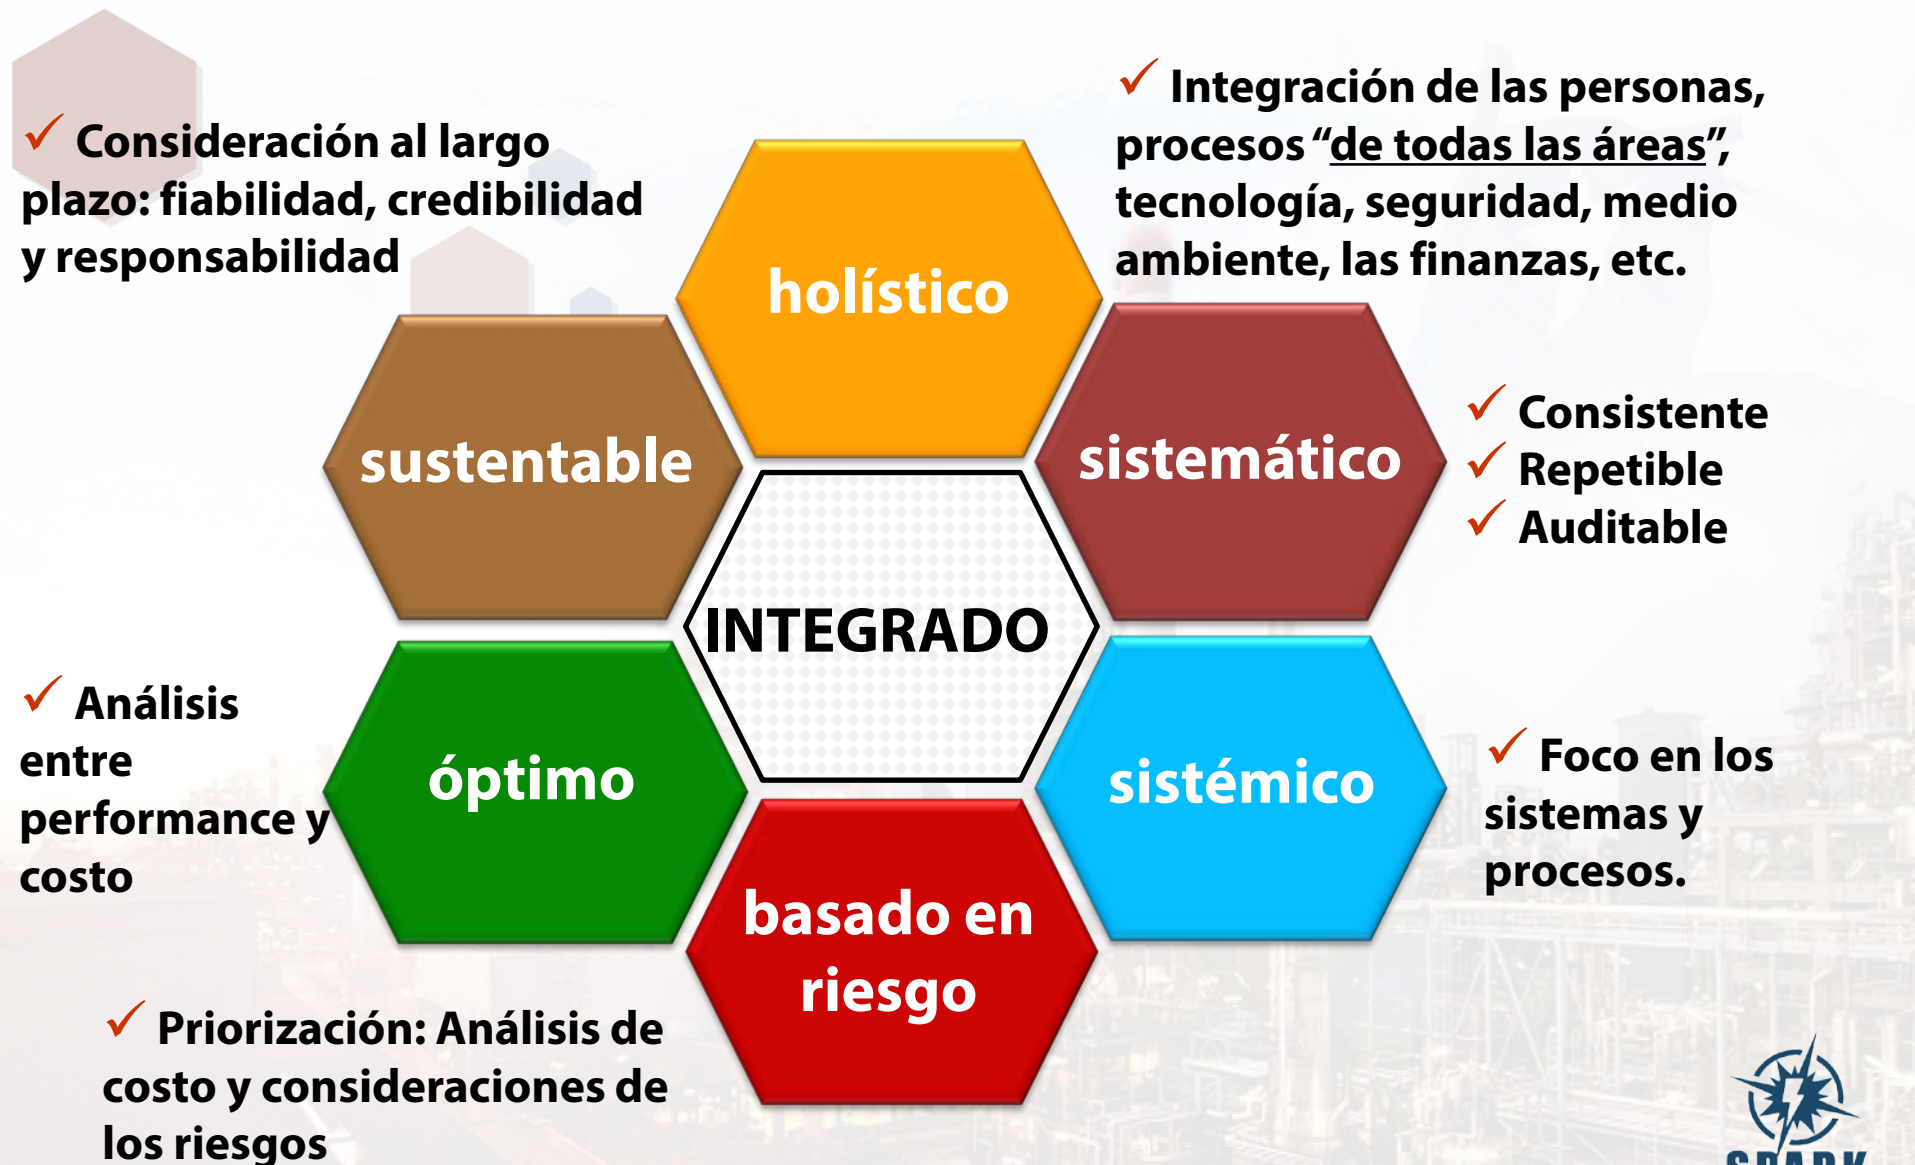 ✓ Consideración al largo
plazo: fiabilidad, credibilidad
y responsabilidad
✓ Integración de las personas,
procesos “de todas las áreas”,
tecnología, seguridad, medio
ambiente, las finanzas, etc.
holístico
sustentable
sistemático
✓ Consistente
✓ Repetible
✓ Auditable
INTEGRADO
✓ Análisis
entre
performance y
costo
óptimo
sistémico
✓ Foco en los
sistemas y
procesos.
basado en
riesgo
✓ Priorización: Análisis de
costo y consideraciones de
los riesgos
SPARK